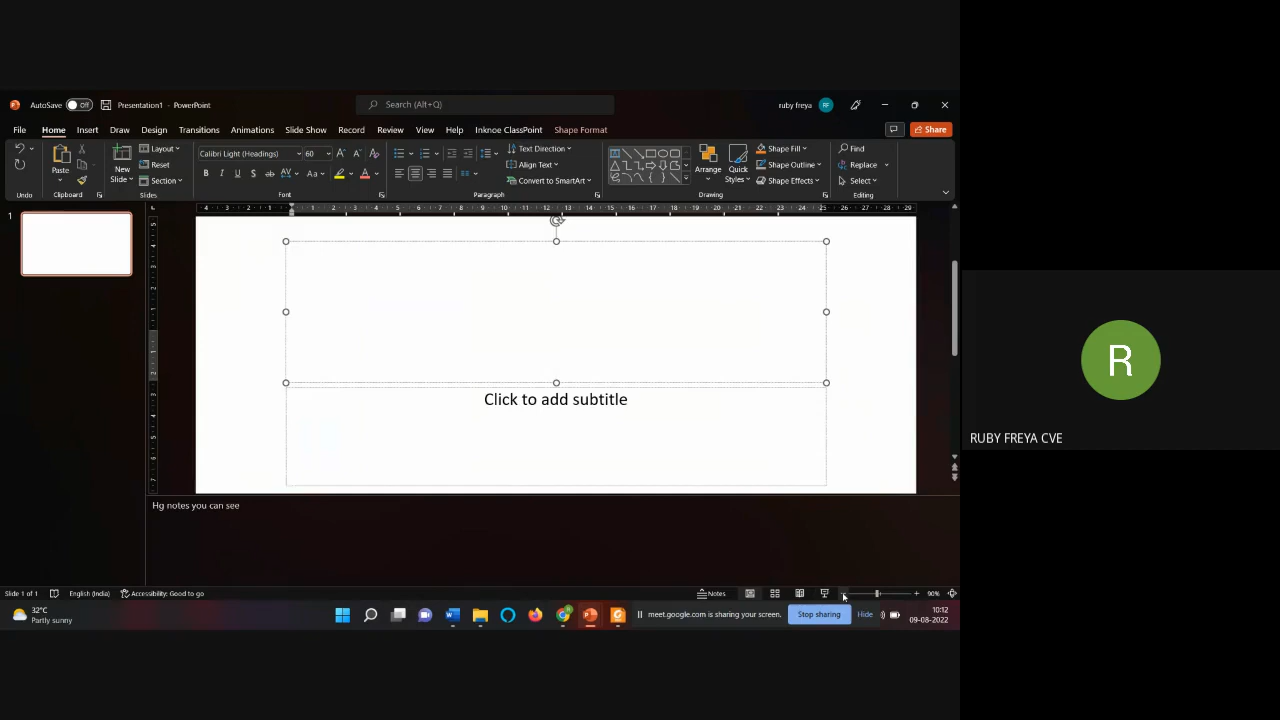 AutoSave Off Presentation1 - PowerPoint Search (Alt+Q) ruby freya RF
File Home Insert Draw Design Transitions Animations Slide Show Record Review View Help Inknoe ClassPoint Shape Format Share
Paste New Slide Layout Reset Section Calibri Light (Headings) 60 Text Direction Align Text Convert to SmartArt Arrange Quick Styles Shape Fill Shape Outline Shape Effects Find Replace Select
Undo Clipboard Slides Font Paragraph Drawing Editing
1
Click to add subtitle
Hg notes you can see
Slide 1 of 1 English (India) Accessibility: Good to go Notes 90%
32°C
Partly sunny
meet.google.com is sharing your screen. Stop sharing Hide
10:12
09-08-2022
R
RUBY FREYA CVE